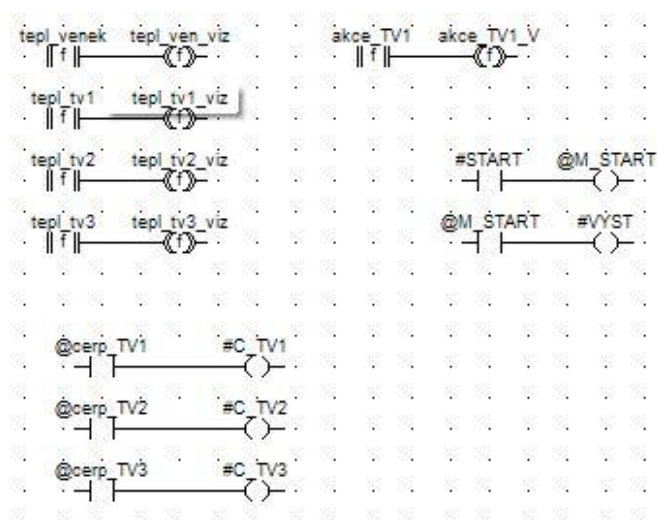 tepl_venek tepl_ven_viz akce_TV1 akce_TV1_V
f f f f
tepl_tv1 tepl_tv1_viz
f f
tepl_tv2 tepl_tv2_viz #START @M_START
f f
tepl_tv3 tepl_tv3_viz @M_START #VYST
f f
@cerp_TV1 #C_TV1
@cerp_TV2 #C_TV2
@cerp_TV3 #C_TV3